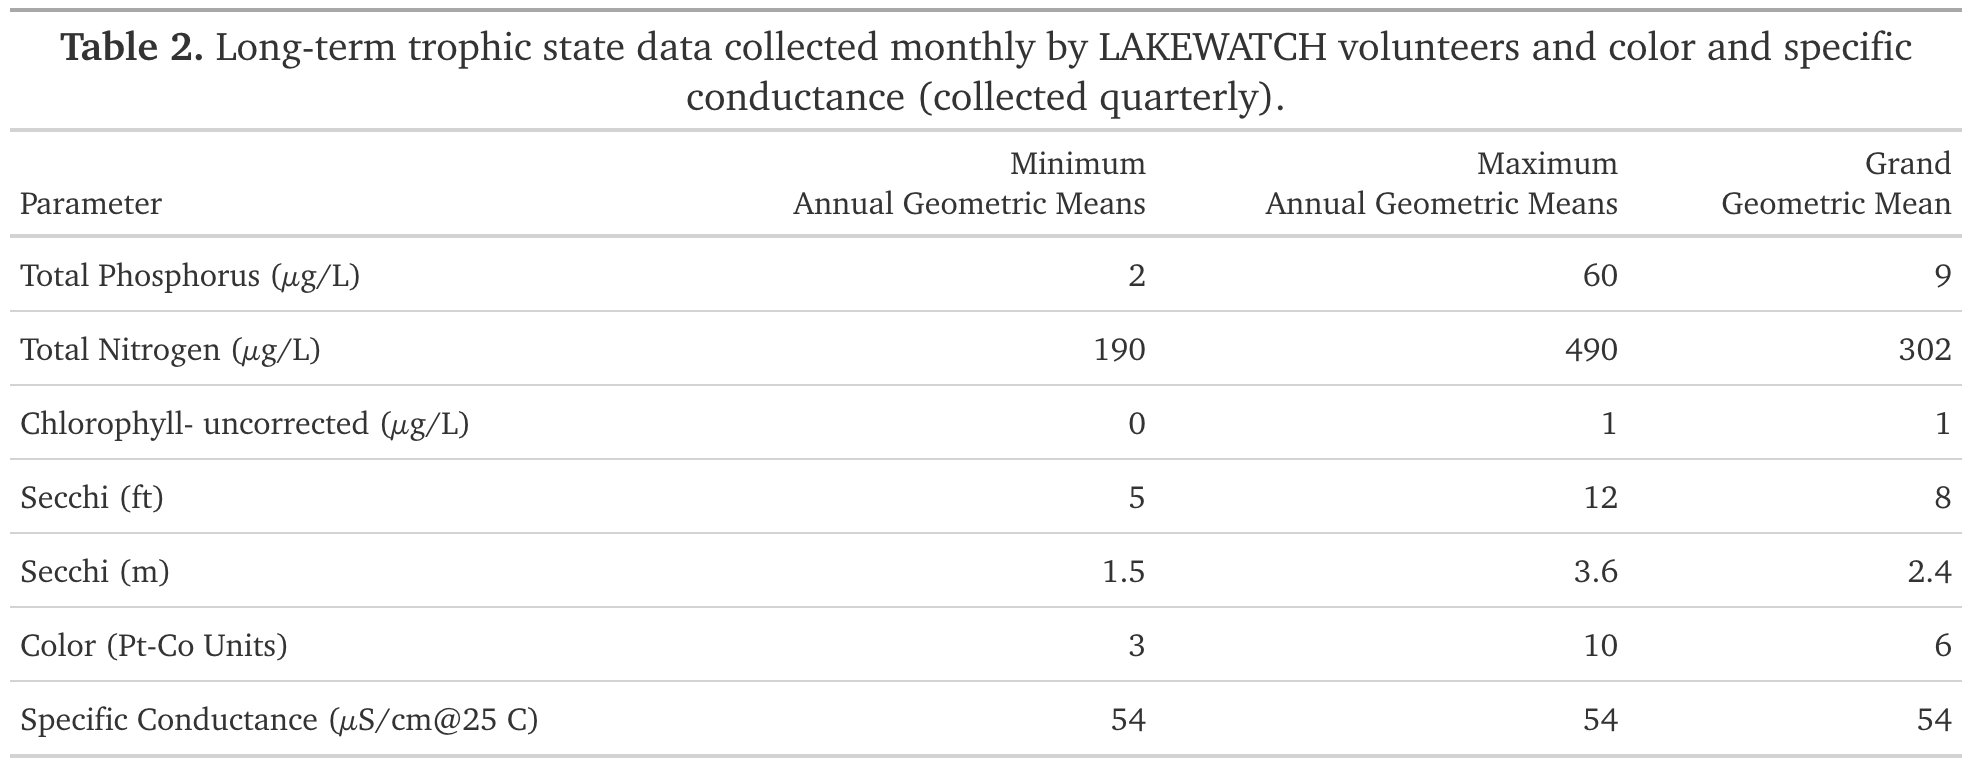 Table 2. Long-term trophic state data collected monthly by LAKEWATCH volunteers and color and specific
conductance (collected quarterly).
Parameter Minimum Annual Geometric Means Maximum Annual Geometric Means Grand Geometric Mean
Total Phosphorus (µg/L) 2 60 9
Total Nitrogen (µg/L) 190 490 302
Chlorophyll- uncorrected (µg/L) 0 1 1
Secchi (ft) 5 12 8
Secchi (m) 1.5 3.6 2.4
Color (Pt-Co Units) 3 10 6
Specific Conductance (µS/cm@25 C) 54 54 54